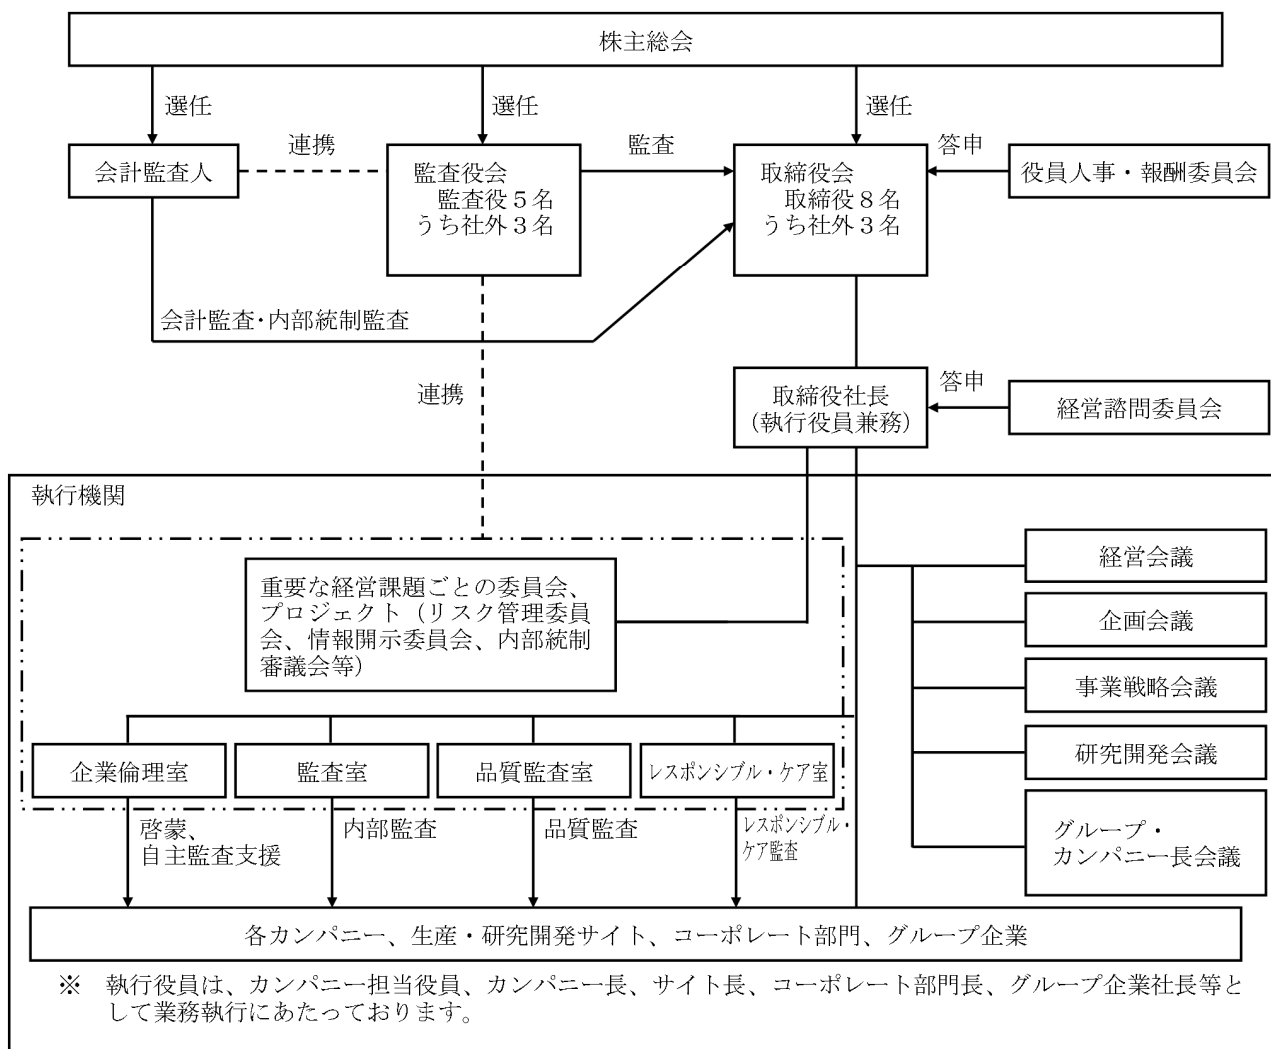 株主総会
選任
選任
選任
会計監査人
連携
監査役会
監査役5名
うち社外3名
監査
取締役会
取締役8名
うち社外3名
答申
役員人事・報酬委員会
会計監査・内部統制監査
連携
取締役社長
（執行役員兼務）
答申
経営諮問委員会
執行機関
重要な経営課題ごとの委員会、
プロジェクト（リスク管理委員
会、情報開示委員会、内部統制
審議会等）
経営会議
企画会議
事業戦略会議
研究開発会議
グループ・
カンパニー長会議
企業倫理室
監査室
品質監査室
レスポンシブル・ケア室
啓蒙、
自主監査支援
内部監査
品質監査
レスポンシブル・
ケア監査
各カンパニー、生産・研究開発サイト、コーポレート部門、グループ企業
※　執行役員は、カンパニー担当役員、カンパニー長、サイト長、コーポレート部門長、グループ企業社長等と
して業務執行にあたっております。